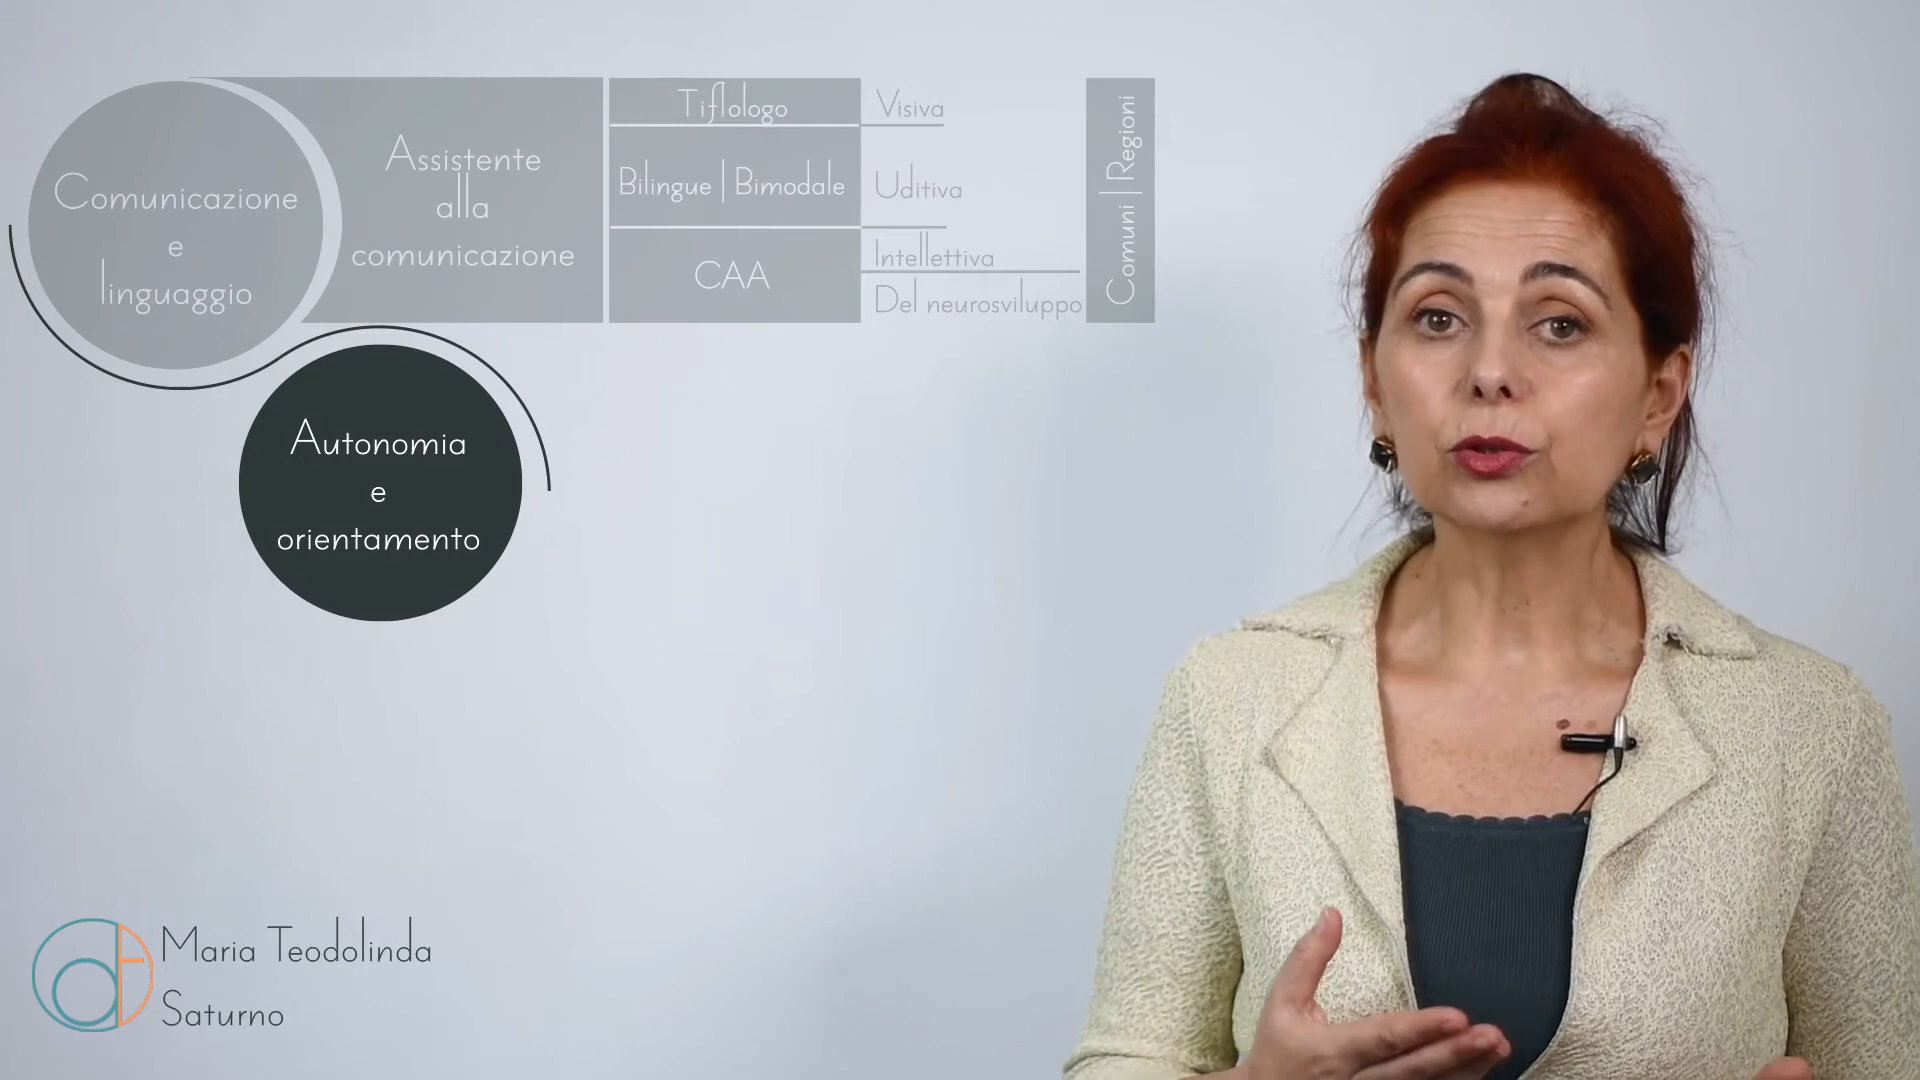 Comunicazione
e
linguaggio
Assistente
alla
comunicazione
Tiflologo
Bilingue | Bimodale
CAA
Visiva
Uditiva
Intellettiva
Del neurosviluppo
Comuni | Regioni
Autonomia
e
orientamento
Maria Teodolinda
Saturno